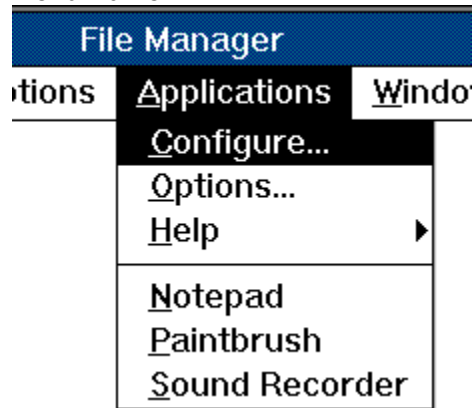 File Manager
tions Applications Windo
Configure...
Options...
Help
Notepad
Paintbrush
Sound Recorder